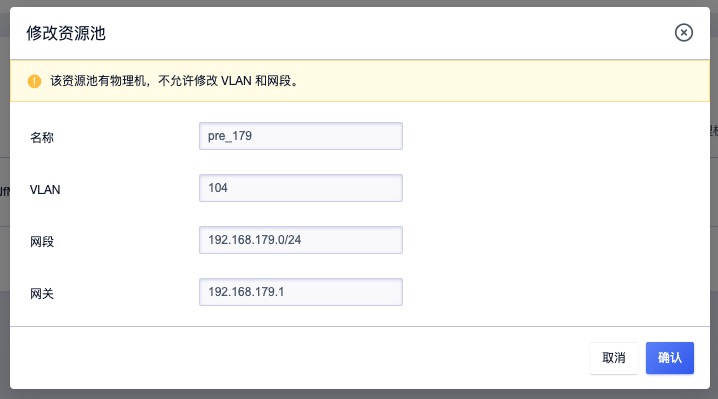 修改资源池
该资源池有物理机，不允许修改 VLAN 和网段。
名称
pre_179
VLAN
104
网段
192.168.179.0/24
网关
192.168.179.1
取消
确认